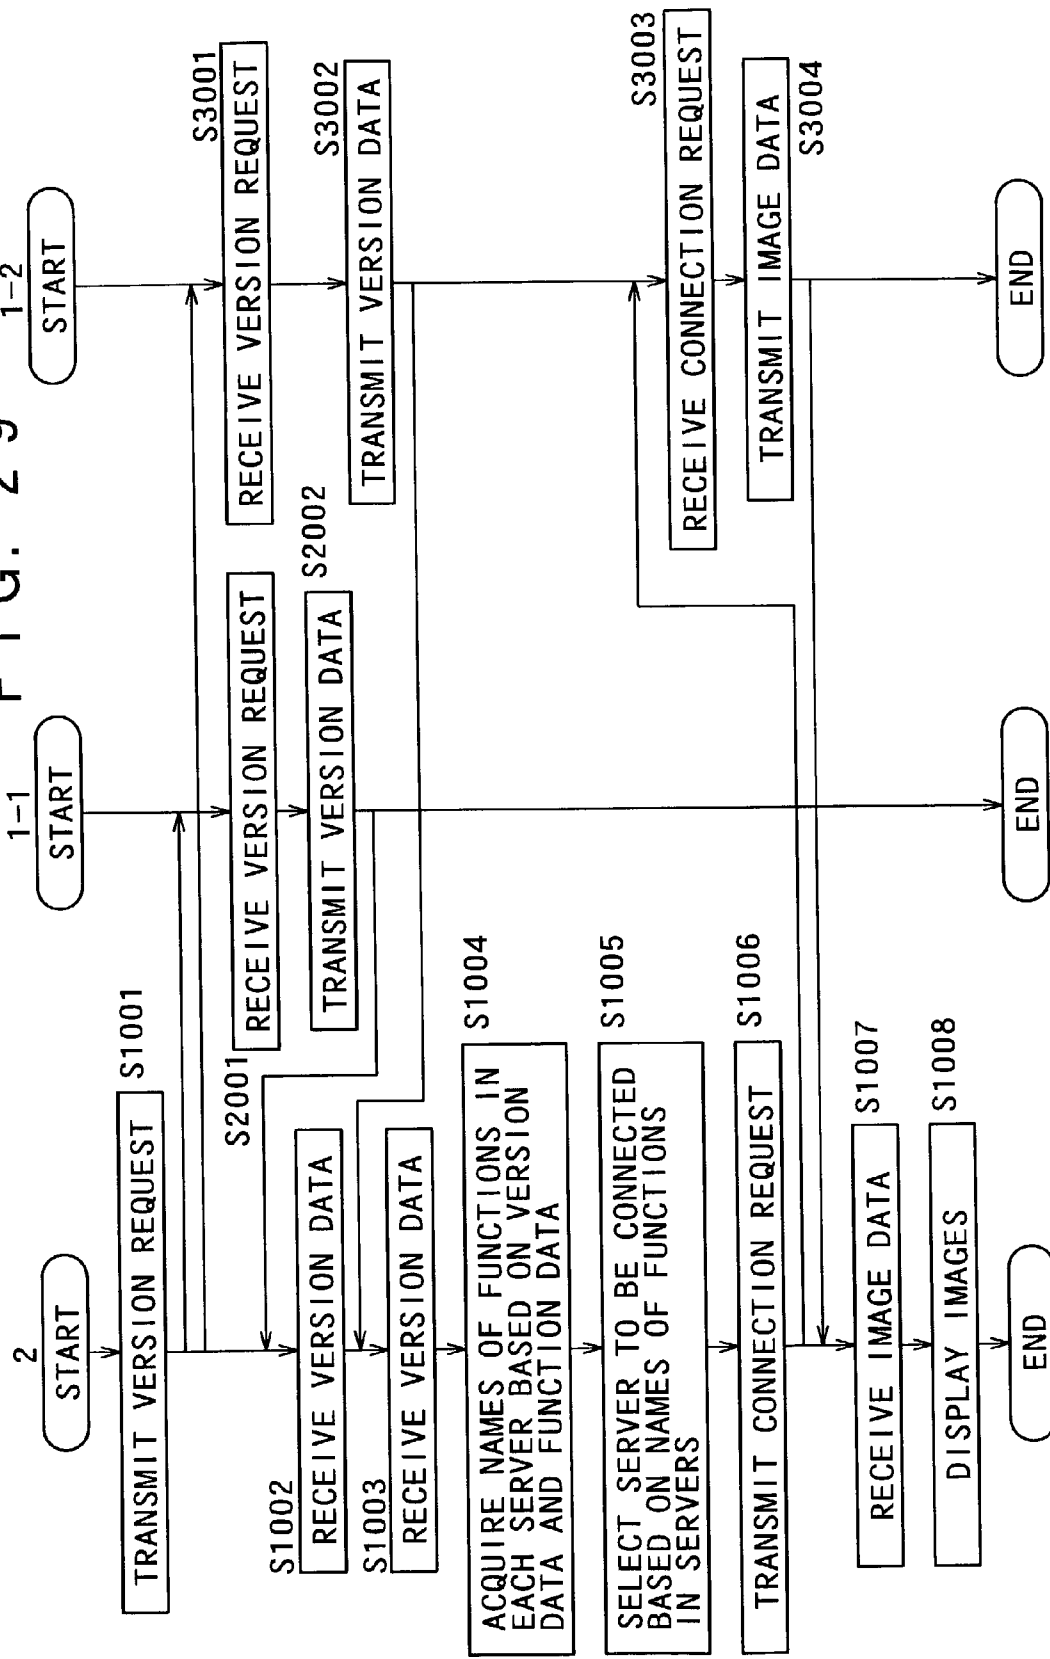 FIG. 29
2
START
TRANSMIT VERSION REQUEST
S1001
S1002
RECEIVE VERSION DATA
S1003
RECEIVE VERSION DATA
ACQUIRE NAMES OF FUNCTIONS IN
EACH SERVER BASED ON VERSION
DATA AND FUNCTION DATA
S1004
SELECT SERVER TO BE CONNECTED
BASED ON NAMES OF FUNCTIONS
IN SERVERS
S1005
TRANSMIT CONNECTION REQUEST
S1006
RECEIVE IMAGE DATA
S1007
DISPLAY IMAGES
S1008
END
1-1
START
S2001
RECEIVE VERSION REQUEST
TRANSMIT VERSION DATA
S2002
END
1-2
START
S3001
RECEIVE VERSION REQUEST
S3002
TRANSMIT VERSION DATA
S3003
RECEIVE CONNECTION REQUEST
TRANSMIT IMAGE DATA
S3004
END